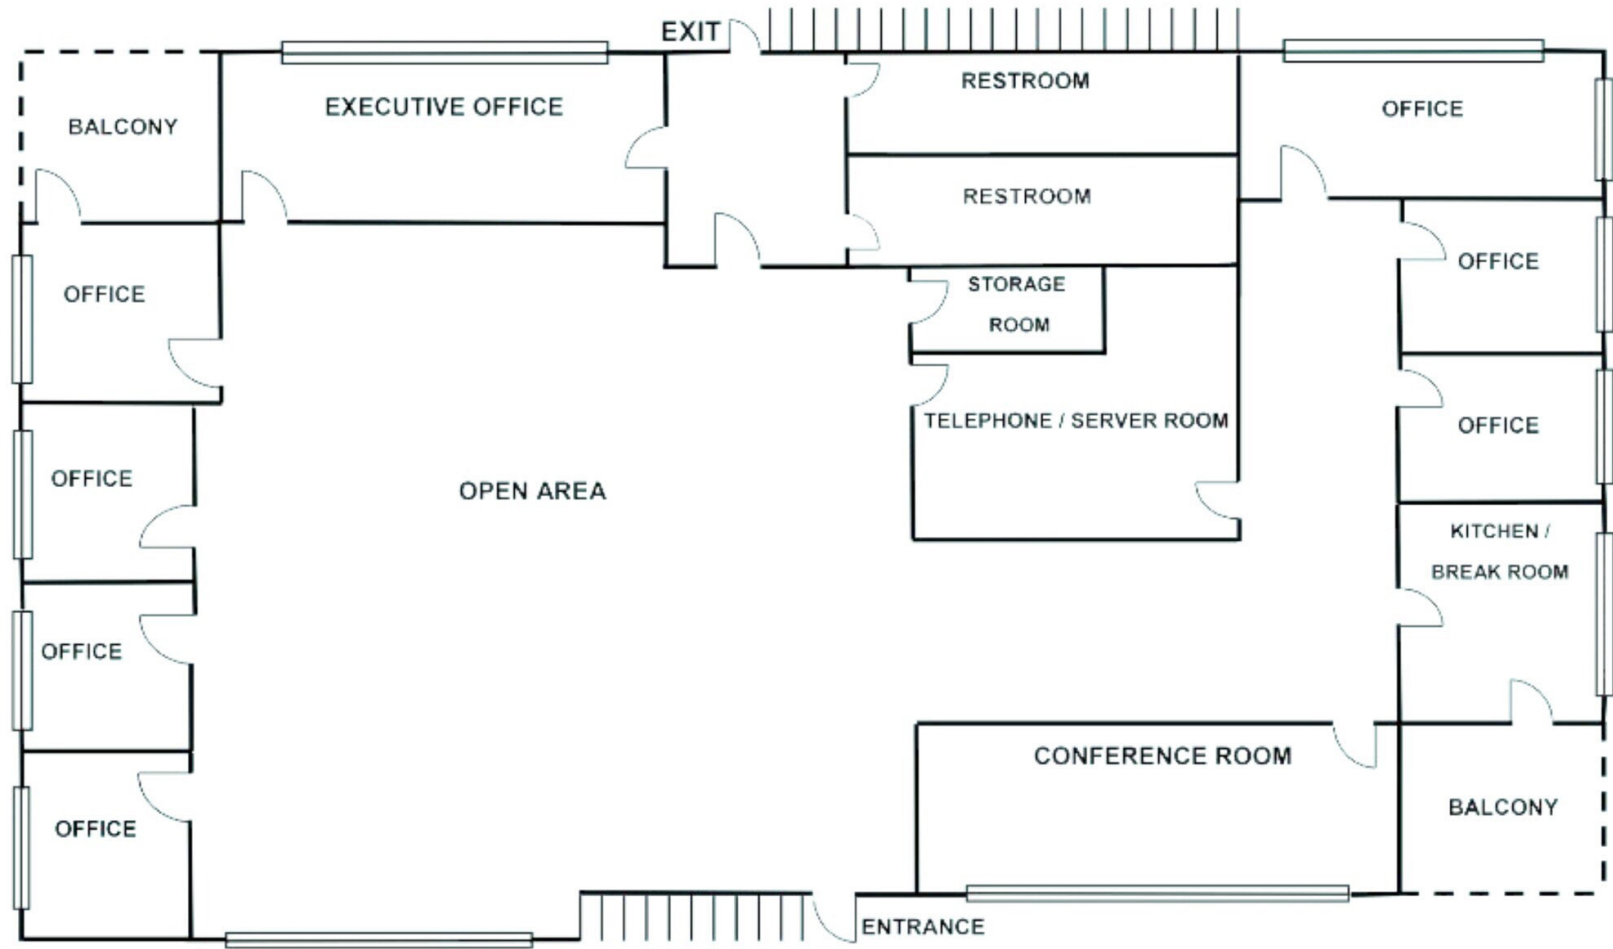 EXIT
RESTROOM
EXECUTIVE OFFICE
OFFICE
BALCONY
RESTROOM
OFFICE
STORAGE
ROOM
OFFICE
TELEPHONE / SERVER ROOM
OFFICE
OFFICE
OPEN AREA
KITCHEN /
BREAK ROOM
OFFICE
CONFERENCE ROOM
BALCONY
OFFICE
ENTRANCE